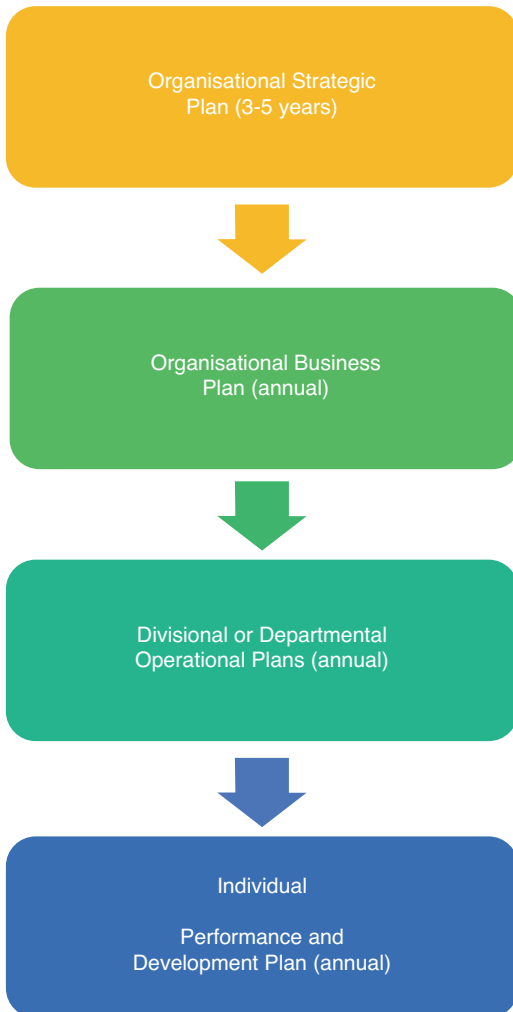 Organisational Strategic
Plan (3-5 years)
Organisational Business
Plan (annual)
Divisional or Departmental
Operational Plans (annual)
Individual
Performance and
Development Plan (annual)